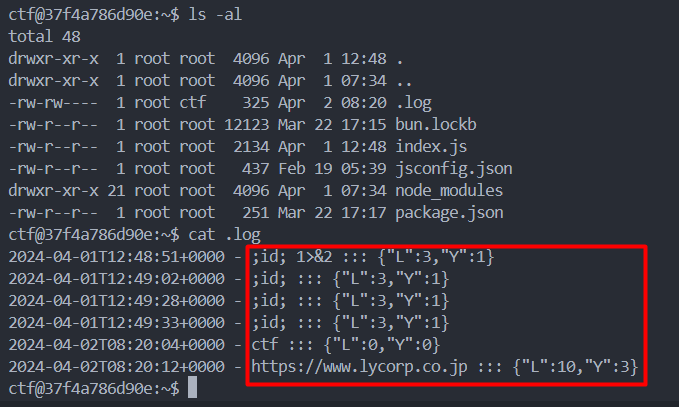 ctf@37f4a786d90e:~$ ls -al
total 48
drwxr-xr-x  1 root root  4096 Apr  1 12:48 .
drwxr-xr-x  1 root root  4096 Apr  1 07:34 ..
-rw-rw----  1 root ctf    325 Apr  2 08:20 .log
-rw-r--r--  1 root root 12123 Mar 22 17:15 bun.lockb
-rw-r--r--  1 root root  2134 Apr  1 12:48 index.js
-rw-r--r--  1 root root   437 Feb 19 05:39 jsconfig.json
drwxr-xr-x 21 root root  4096 Apr  1 07:34 node_modules
-rw-r--r--  1 root root   251 Mar 22 17:17 package.json
ctf@37f4a786d90e:~$ cat .log
2024-04-01T12:48:51+0000 - ;id; 1>&2 ::: {"L":3,"Y":1}
2024-04-01T12:49:02+0000 - ;id; ::: {"L":3,"Y":1}
2024-04-01T12:49:28+0000 - ;id; ::: {"L":3,"Y":1}
2024-04-01T12:49:33+0000 - ;id; ::: {"L":3,"Y":1}
2024-04-02T08:20:04+0000 - ctf ::: {"L":0,"Y":0}
2024-04-02T08:20:12+0000 - https://www.lycorp.co.jp ::: {"L":10,"Y":3}
ctf@37f4a786d90e:~$